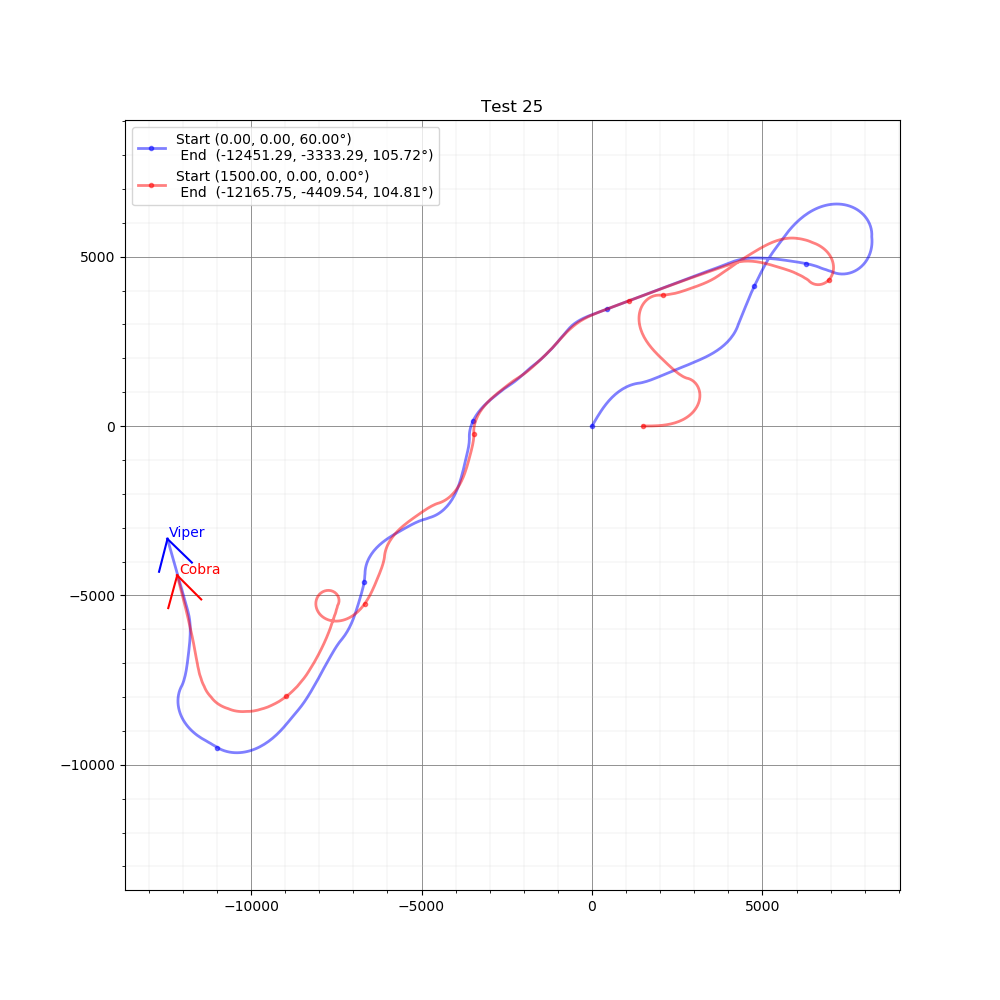 Test 25
Start (0.00, 0.00, 60.00°)
End  (-12451.29, -3333.29, 105.72°)
Start (1500.00, 0.00, 0.00°)
End  (-12165.75, -4409.54, 104.81°)
5000
0
−5000
−10000
Viper
Cobra
−10000
−5000
0
5000